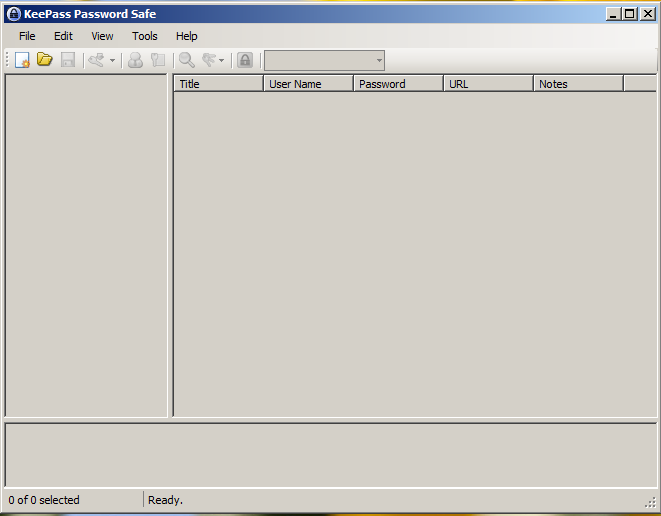 KeePass Password Safe
File Edit View Tools Help
Title User Name Password URL Notes
0 of 0 selected Ready.